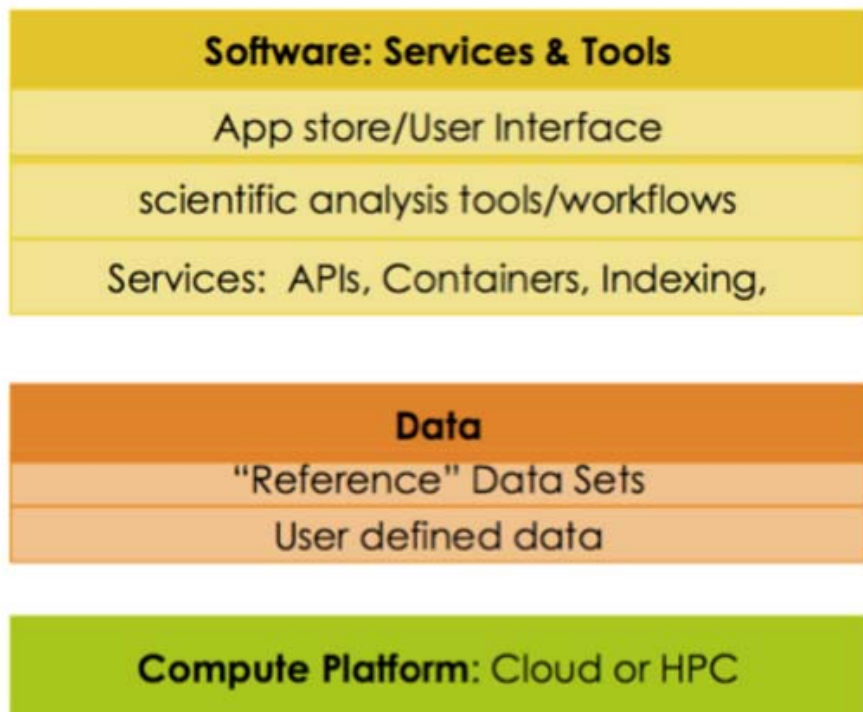 Software: Services & Tools
App store/User Interface
scientific analysis tools/workflows
Services:  APIs, Containers, Indexing,
Data
“Reference” Data Sets
User defined data
Compute Platform: Cloud or HPC